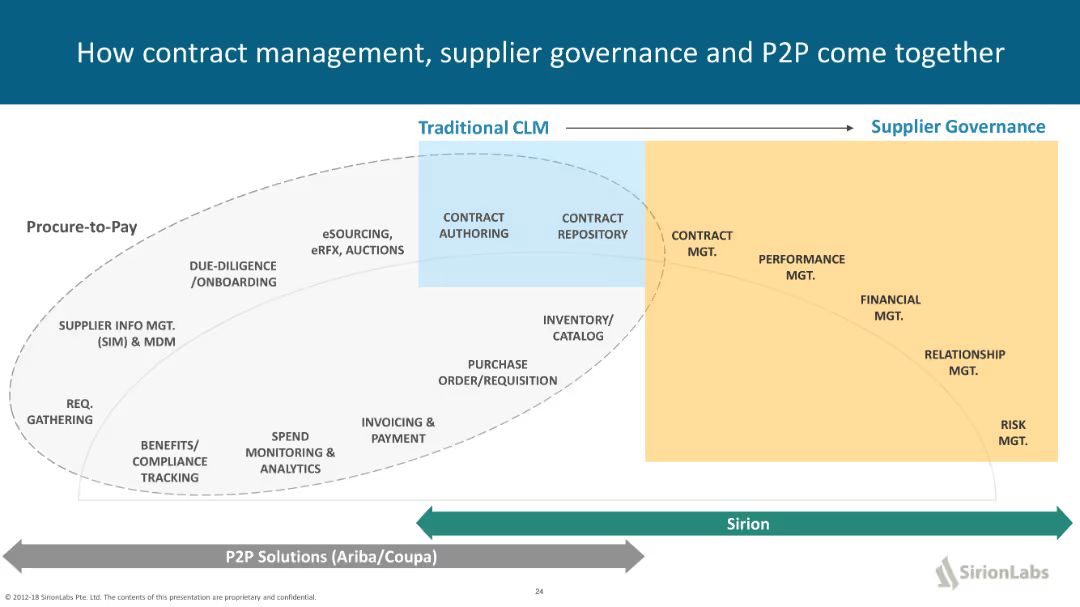 How contract management, supplier governance and P2P come together
Traditional CLM
Supplier Governance
Procure-to-Pay
eSOURCING,
eRFX, AUCTIONS
CONTRACT
AUTHORING
CONTRACT
REPOSITORY
CONTRACT
MGT.
PERFORMANCE
MGT.
FINANCIAL
MGT.
RELATIONSHIP
MGT.
RISK
MGT.
DUE-DILIGENCE
/ONBOARDING
SUPPLIER INFO MGT.
(SIM) & MDM
REQ.
GATHERING
BENEFITS/
COMPLIANCE
TRACKING
SPEND
MONITORING &
ANALYTICS
INVOICING &
PAYMENT
PURCHASE
ORDER/REQUISITION
INVENTORY/
CATALOG
Sirion
P2P Solutions (Ariba/Coupa)
SirionLabs
© 2012-18 SirionLabs Pte. Ltd. The contents of this presentation are proprietary and confidential.
24